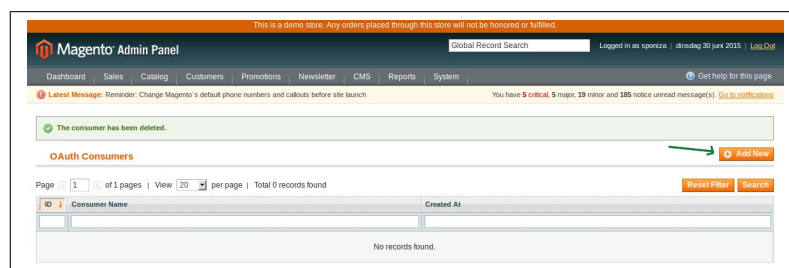 This is a demo store. Any orders placed through this store will not be honored or fulfilled.
Magento Admin Panel
Global Record Search
Logged in as sponiza | dinsdag 30 juni 2015 | Log Out
Dashboard Sales Catalog Customers Promotions Newsletter CMS Reports System Get help for this page
Latest Message: Reminder: Change Magento`s default phone numbers and callouts before site launch You have 5 critical, 5 major, 19 minor and 185 notice unread message(s). Go to notifications
The consumer has been deleted.
OAuth Consumers Add New
Page 1 of 1 pages | View 20 per page | Total 0 records found Reset Filter Search
ID Consumer Name Created At
No records found.